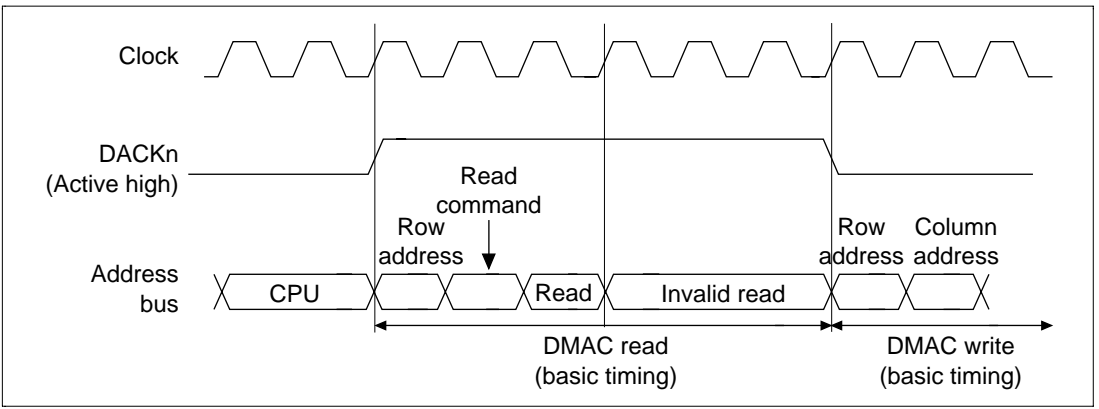 Clock
DACKn
(Active high)
Read
command
Row
address
Row
address
Column
address
Address
bus
CPU
Read
Invalid read
DMAC read
(basic timing)
DMAC write
(basic timing)